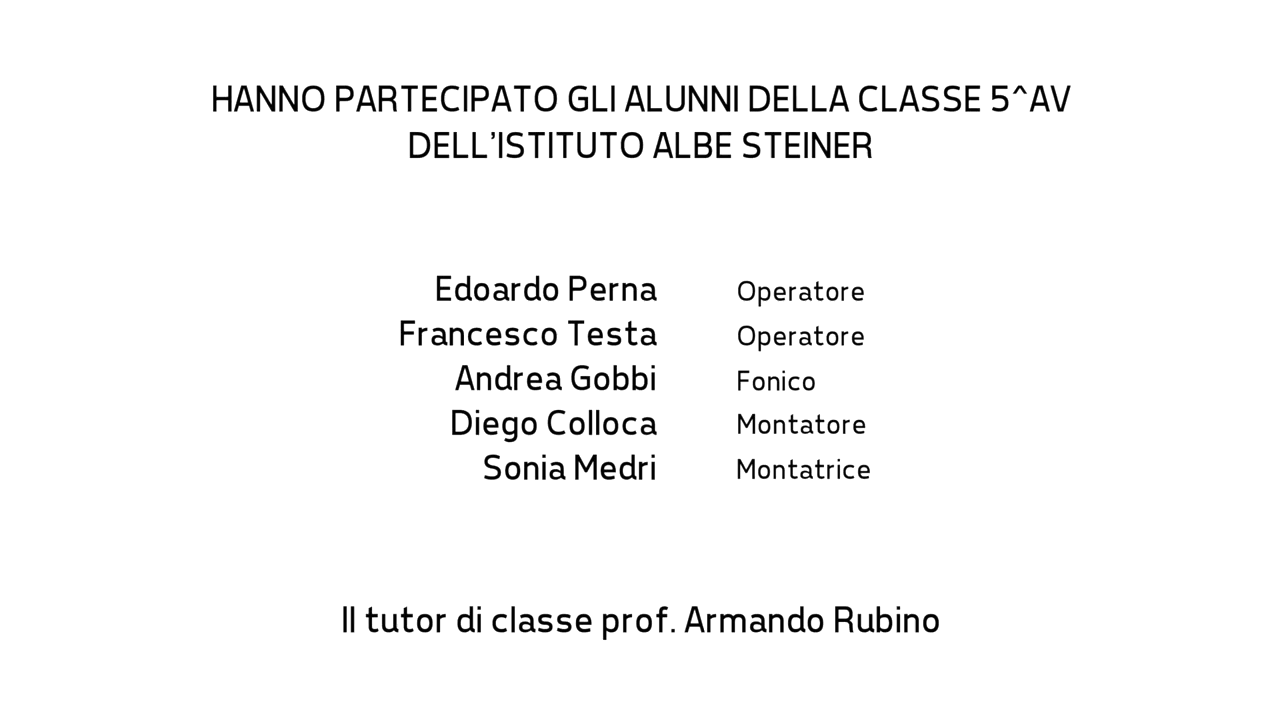 HANNO PARTECIPATO GLI ALUNNI DELLA CLASSE 5^AV
DELL’ISTITUTO ALBE STEINER
Edoardo Perna Operatore
Francesco Testa Operatore
Andrea Gobbi Fonico
Diego Colloca Montatore
Sonia Medri Montatrice
Il tutor di classe prof. Armando Rubino